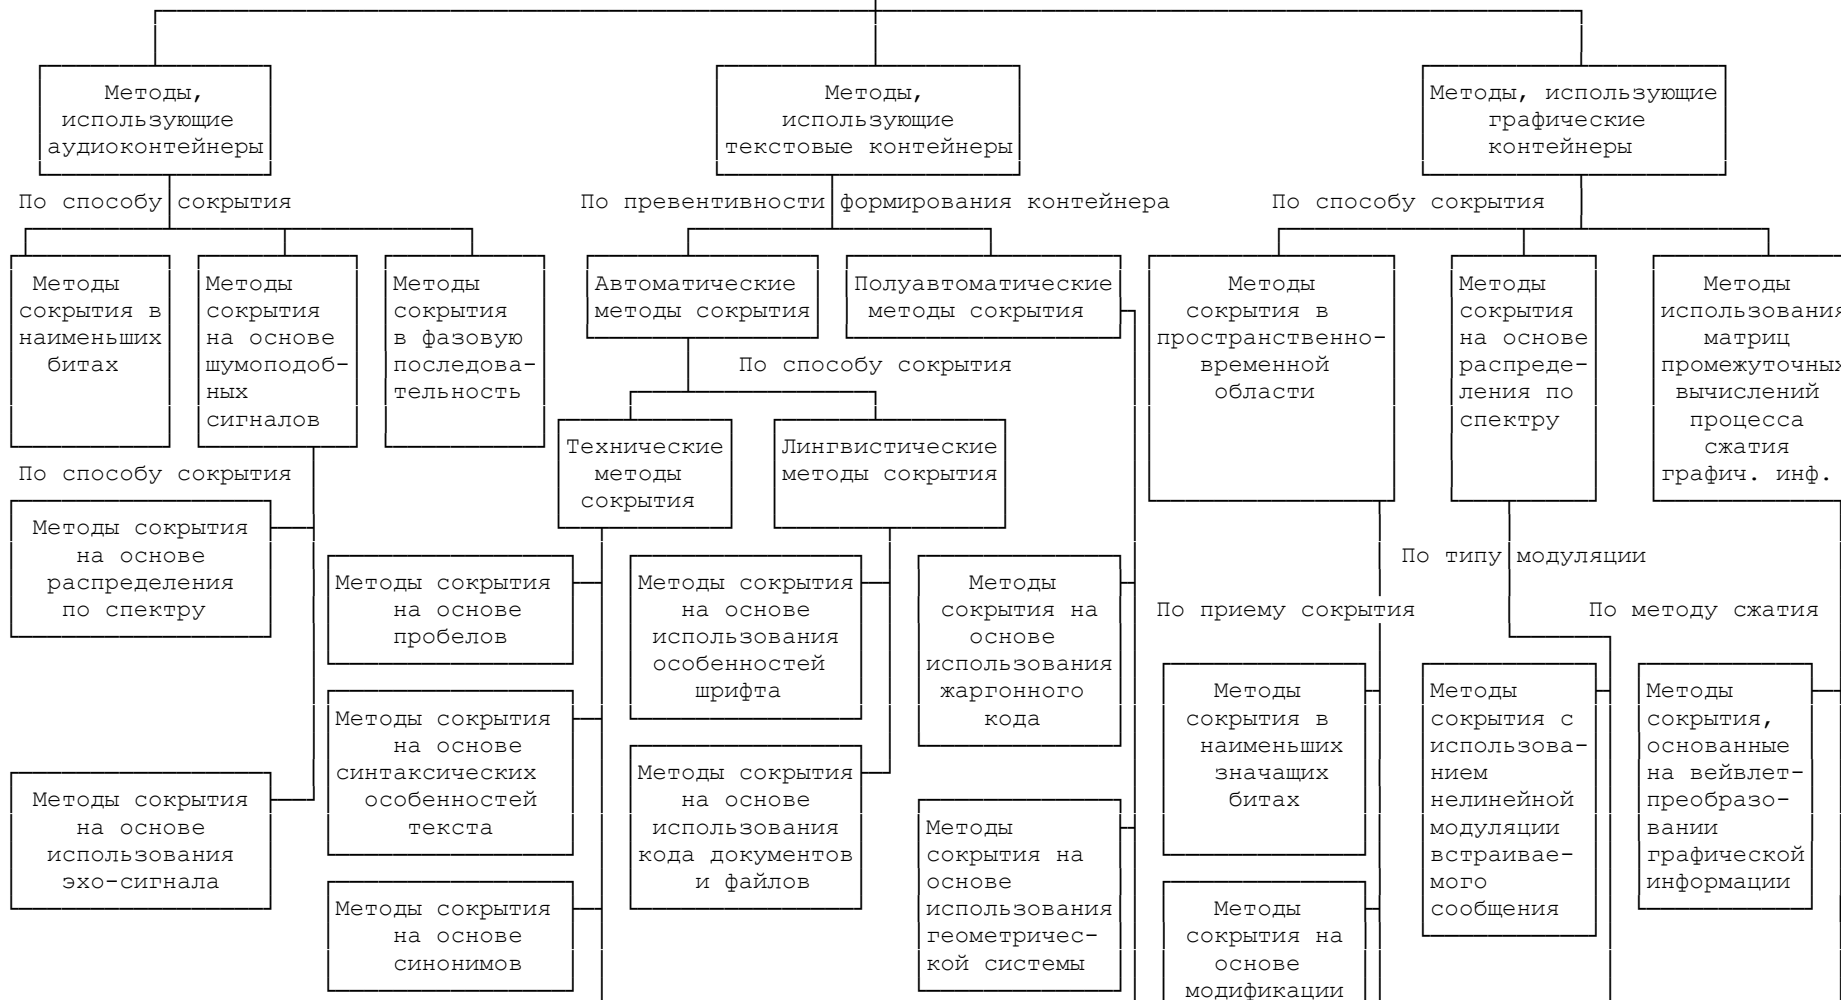 Методы,
использующие
аудиоконтейнеры
Методы,
использующие
текстовые контейнеры
Методы, использующие
графические
контейнеры
По способу сокрытия
По превентивности формирования контейнера
По способу сокрытия
Методы
сокрытия в
наименьших
битах
Методы
сокрытия
на основе
шумоподоб-
ных
сигналов
Методы
сокрытия
в фазовую
последова-
тельность
Автоматические
методы сокрытия
Полуавтоматические
методы сокрытия
Методы
сокрытия в
пространственно-
временной
области
Методы
сокрытия
на основе
распреде-
ления по
спектру
Методы
использования
матриц
промежуточных
вычислений
процесса
сжатия
графич. инф.
По способу сокрытия
Технические
методы
сокрытия
Лингвистические
методы сокрытия
По способу сокрытия
Методы сокрытия
на основе
распределения
по спектру
Методы сокрытия
на основе
использования
эхо-сигнала
Методы сокрытия
на основе
пробелов
Методы сокрытия
на основе
синтаксических
особенностей
текста
Методы сокрытия
на основе
синонимов
Методы сокрытия
на основе
использования
особенностей
шрифта
Методы сокрытия
на основе
использования
кода документов
и файлов
Методы
сокрытия на
основе
использования
жаргонного
кода
Методы
сокрытия на
основе
использования
геометричес-
кой системы
По приему сокрытия
Методы
сокрытия в
наименьших
значащих
битах
Методы
сокрытия на
основе
модификации
По типу модуляции
Методы
сокрытия с
использова-
нием
нелинейной
модуляции
встраивае-
мого
сообщения
По методу сжатия
Методы
сокрытия,
основанные
на вейвлет-
преобразо-
вании
графической
информации